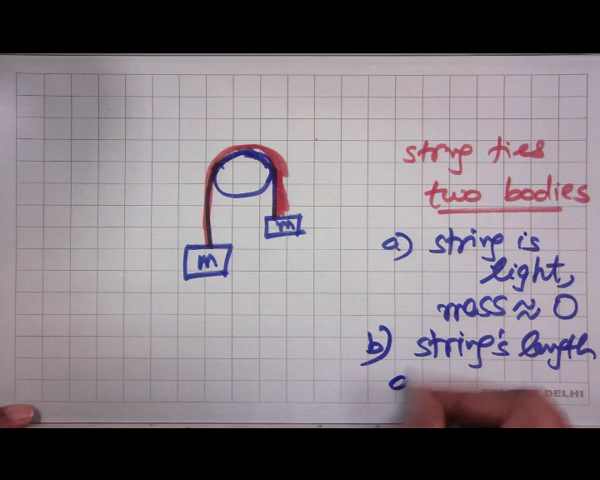 string ties
two bodies
a) string is
light,
mass ≈ 0
b) string's length
m
m
DELHI